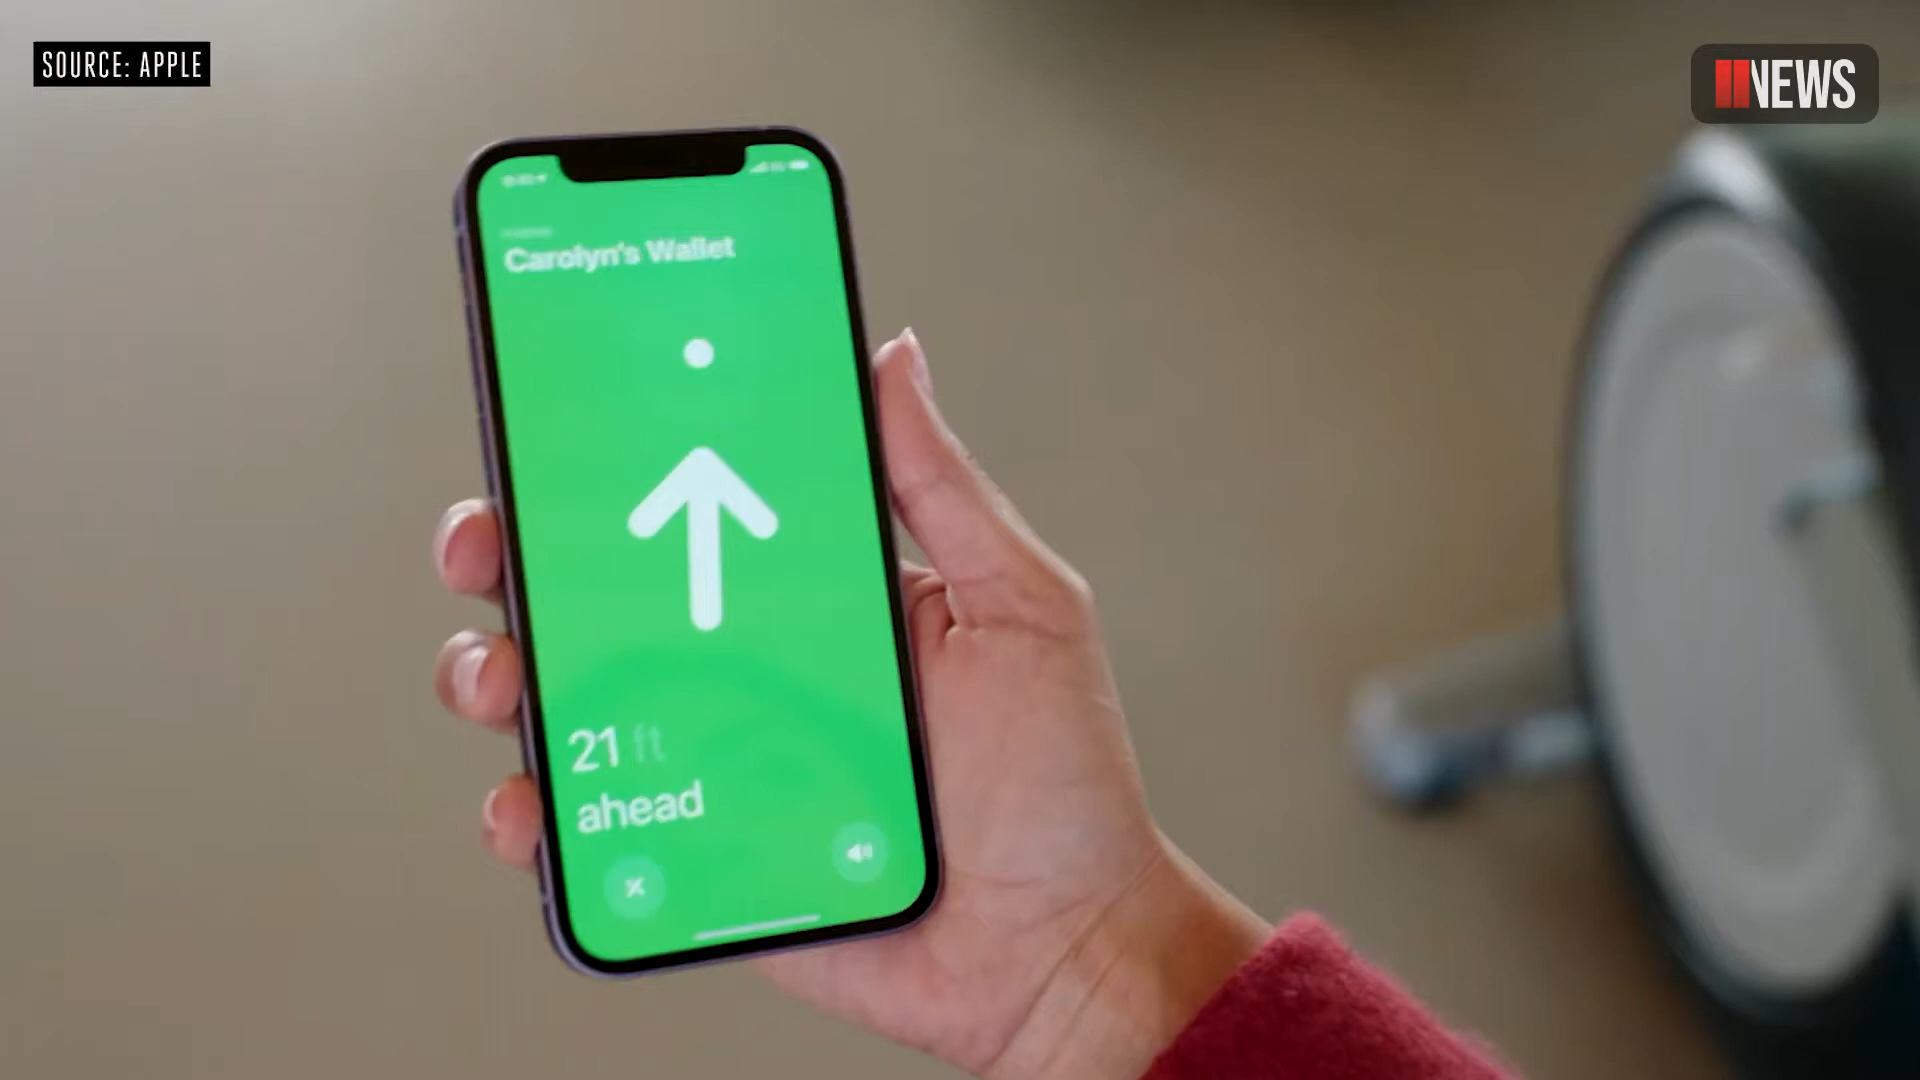 SOURCE: APPLE
NEWS
Carolyn's Wallet
21 ft
ahead